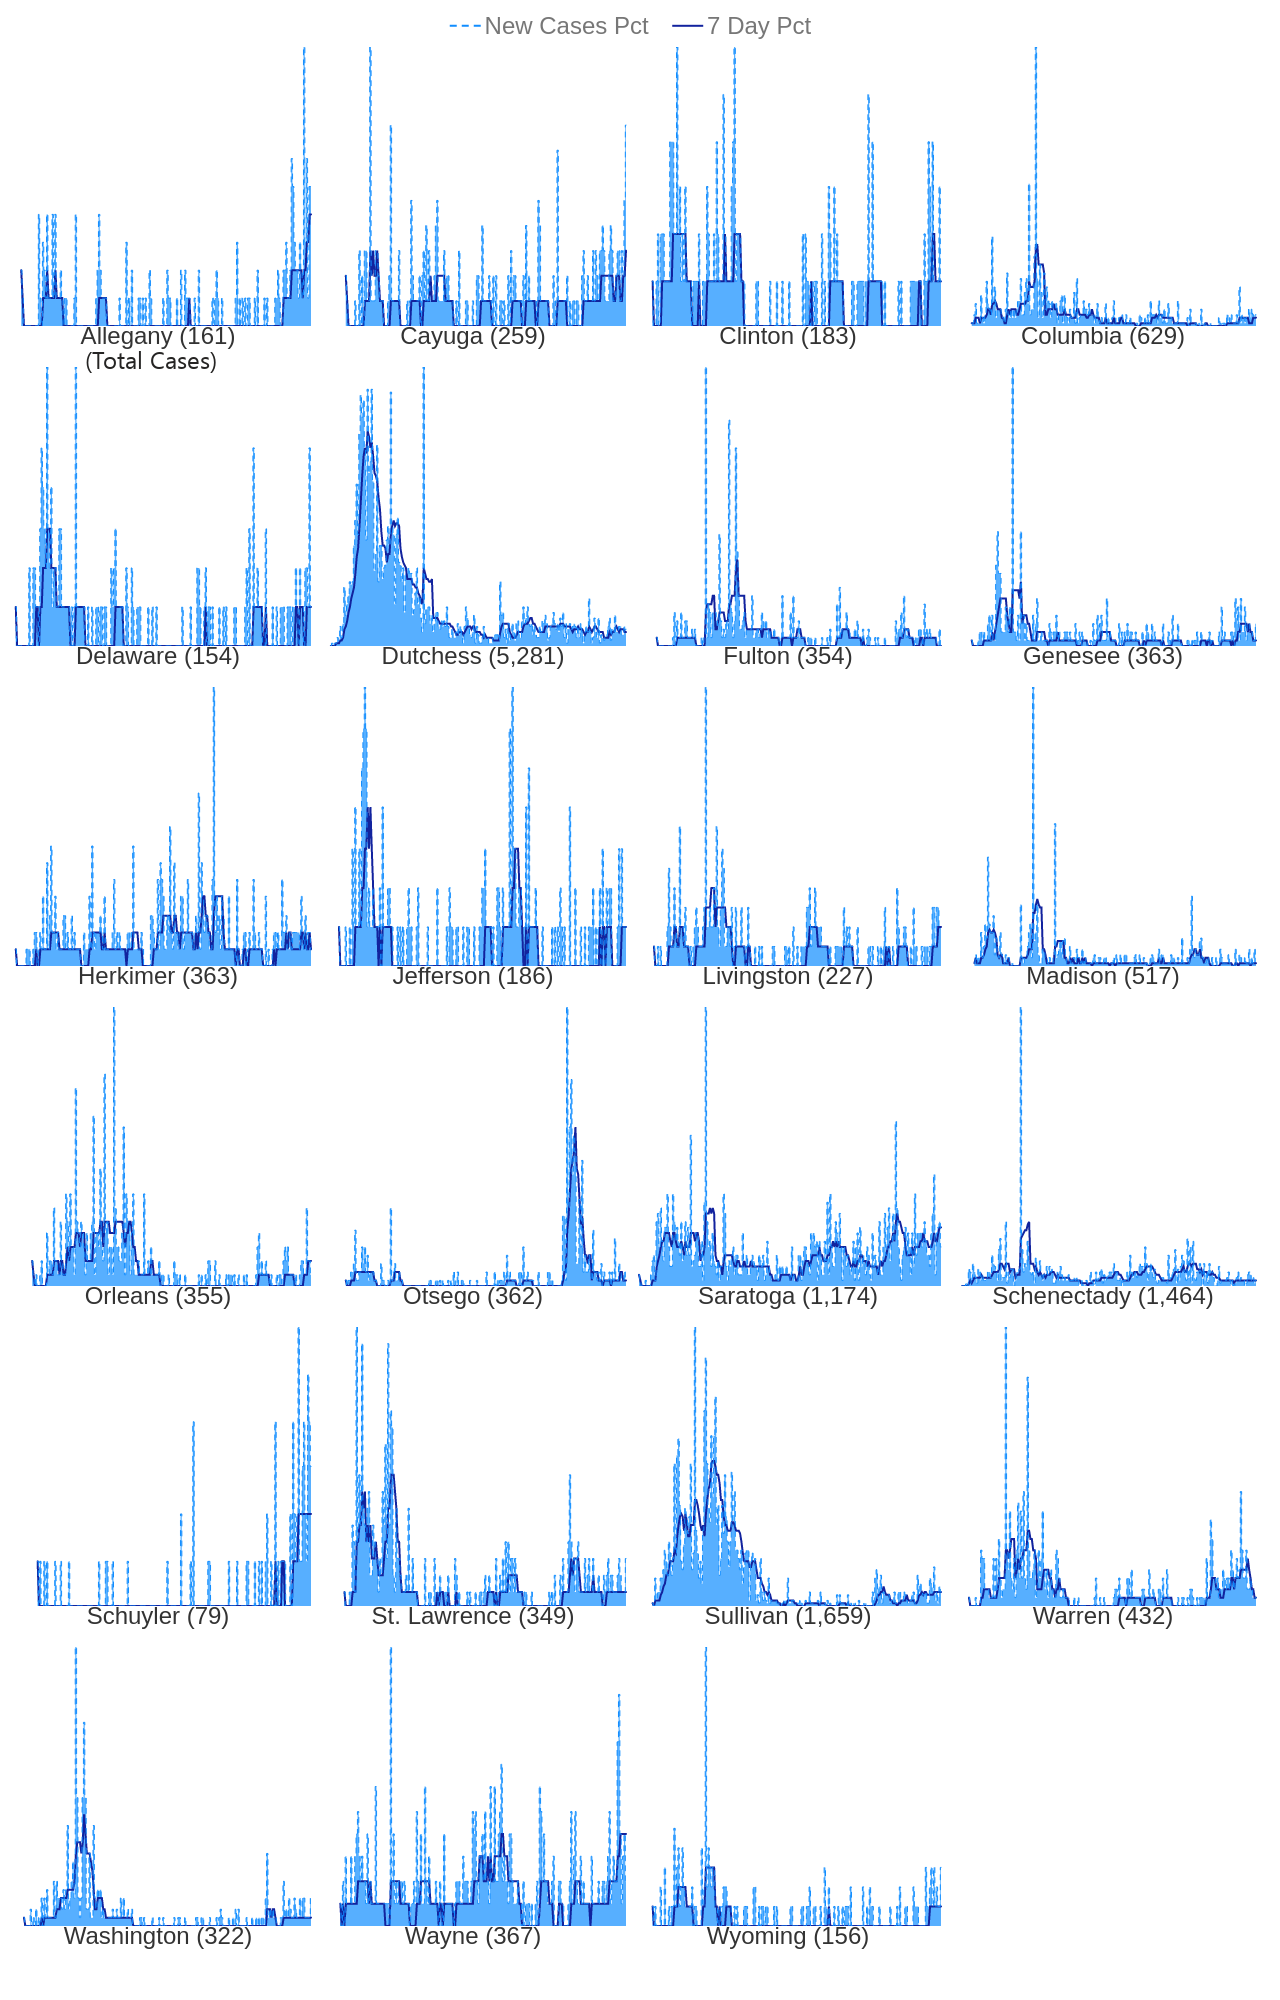 New Cases Pct 7 Day Pct
Allegany (161) Cayuga (259) Clinton (183) Columbia (629)
(Total Cases)
Delaware (154) Dutchess (5,281) Fulton (354) Genesee (363)
Herkimer (363) Jefferson (186) Livingston (227) Madison (517)
Orleans (355) Otsego (362) Saratoga (1,174) Schenectady (1,464)
Schuyler (79) St. Lawrence (349) Sullivan (1,659) Warren (432)
Washington (322) Wayne (367) Wyoming (156)